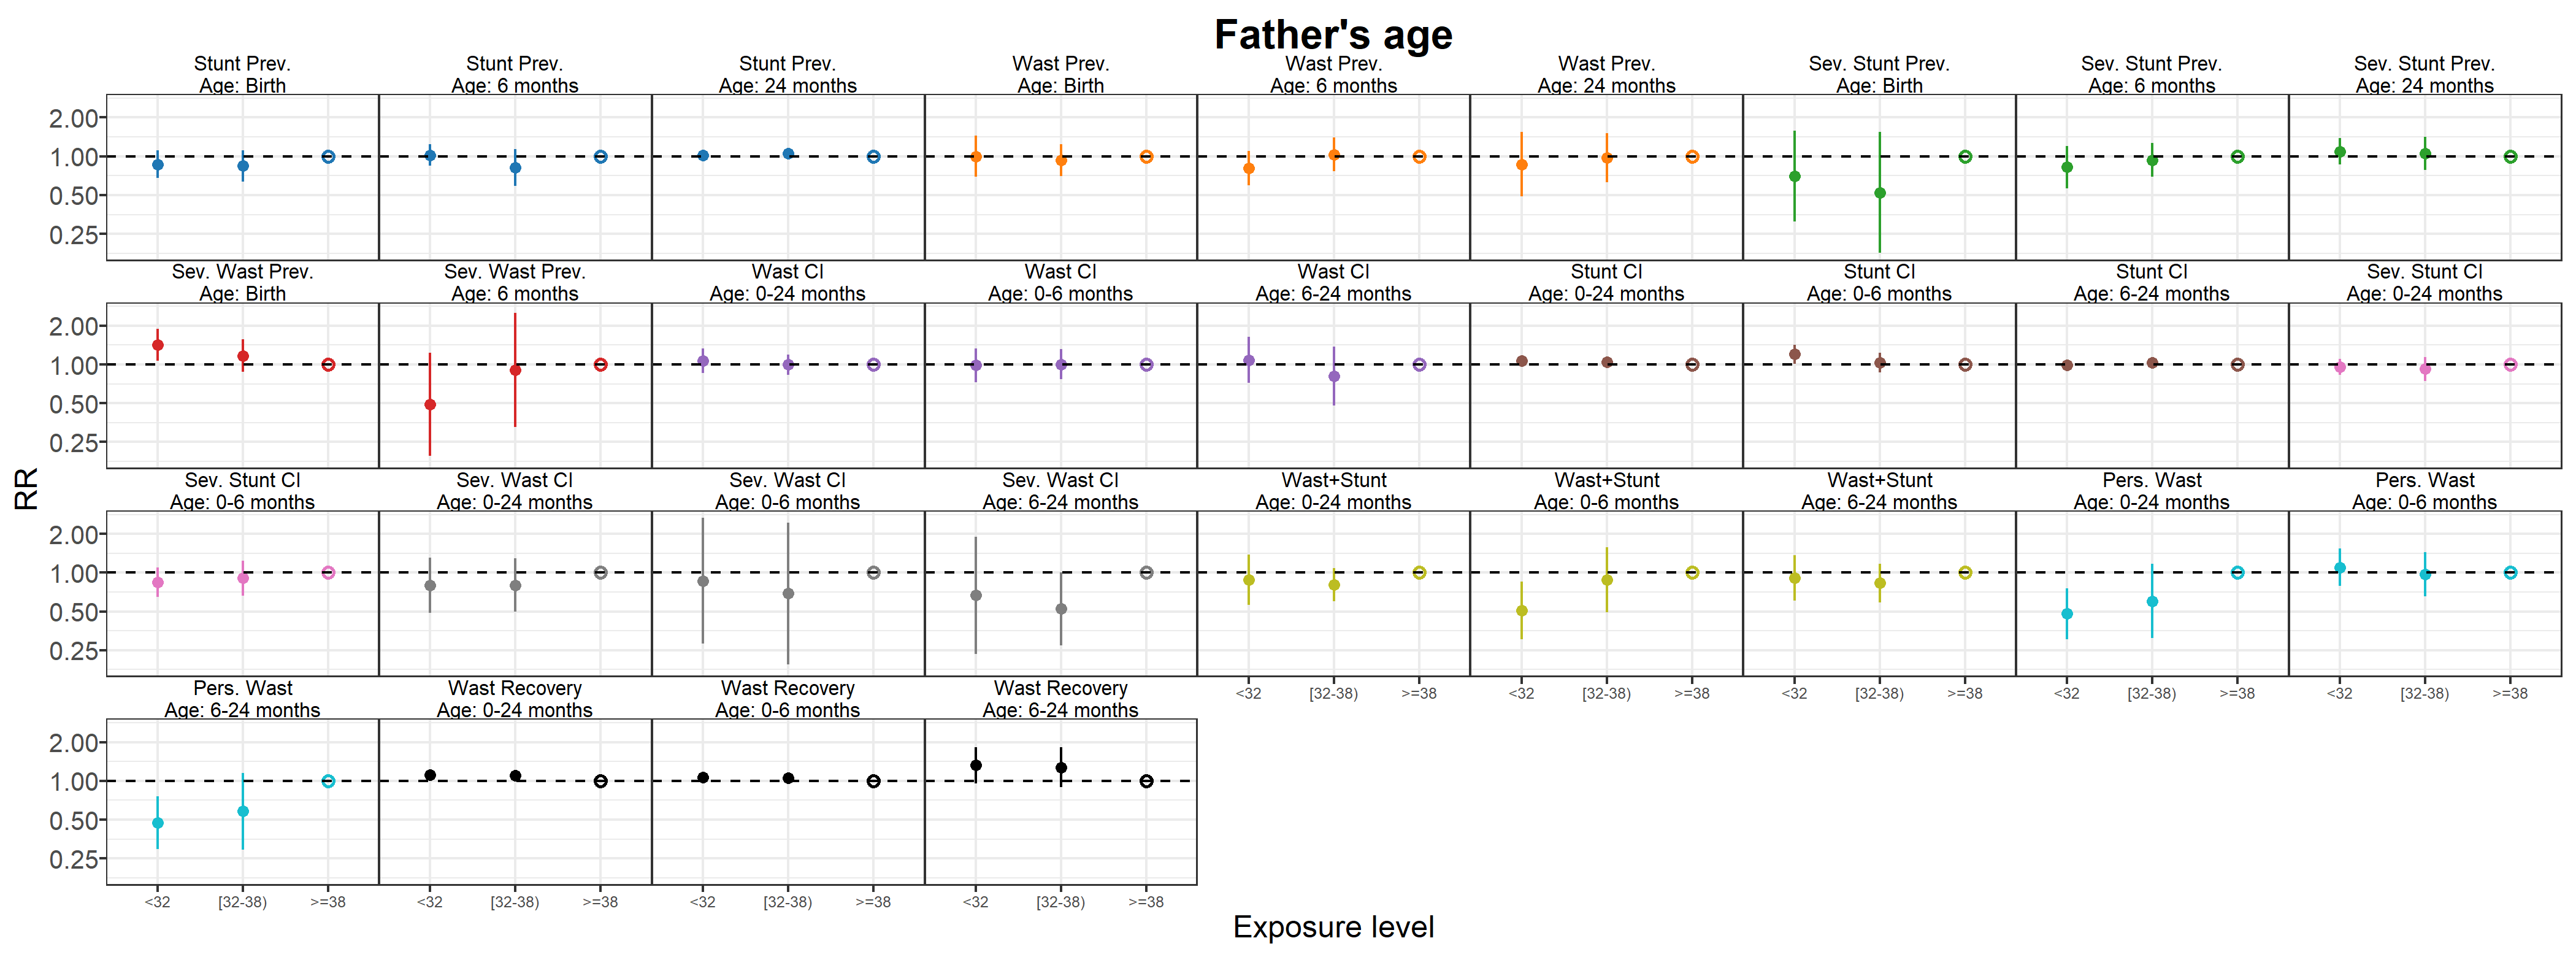 Father's age
Stunt Prev. Stunt Prev. Stunt Prev. Wast Prev. Wast Prev. Wast Prev. Sev. Stunt Prev. Sev. Stunt Prev. Sev. Stunt Prev.
Age: Birth Age: 6 months Age: 24 months Age: Birth Age: 6 months Age: 24 months Age: Birth Age: 6 months Age: 24 months
2.00
1.00
0.50
0.25
Sev. Wast Prev. Sev. Wast Prev. Wast CI Wast CI Wast CI Stunt CI Stunt CI Stunt CI Sev. Stunt CI
Age: Birth Age: 6 months Age: 0-24 months Age: 0-6 months Age: 6-24 months Age: 0-24 months Age: 0-6 months Age: 6-24 months Age: 0-24 months
2.00
1.00
0.50
0.25
RR
Sev. Stunt CI Sev. Wast CI Sev. Wast CI Sev. Wast CI Wast+Stunt Wast+Stunt Wast+Stunt Pers. Wast Pers. Wast
Age: 0-6 months Age: 0-24 months Age: 0-6 months Age: 6-24 months Age: 0-24 months Age: 0-6 months Age: 6-24 months Age: 0-24 months Age: 0-6 months
2.00
1.00
0.50
0.25
<32 [32-38) >=38 <32 [32-38) >=38 <32 [32-38) >=38 <32 [32-38) >=38 <32 [32-38) >=38
Pers. Wast Wast Recovery Wast Recovery Wast Recovery
Age: 6-24 months Age: 0-24 months Age: 0-6 months Age: 6-24 months
2.00
1.00
0.50
0.25
<32 [32-38) >=38 <32 [32-38) >=38 <32 [32-38) >=38 <32 [32-38) >=38
Exposure level